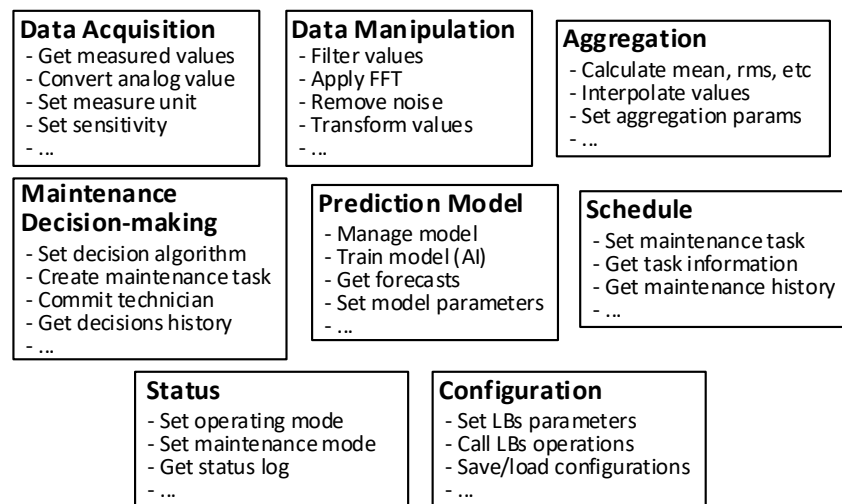 Data Acquisition
- Get measured values
- Convert analog value
- Set measure unit
- Set sensitivity
- ...
Data Manipulation
- Filter values
- Apply FFT
- Remove noise
- Transform values
- ...
Aggregation
- Calculate mean, rms, etc
- Interpolate values
- Set aggregation params
- ...
Maintenance
Decision-making
- Set decision algorithm
- Create maintenance task
- Commit technician
- Get decisions history
- ...
Prediction Model
- Manage model
- Train model (AI)
- Get forecasts
- Set model parameters
- ...
Schedule
- Set maintenance task
- Get task information
- Get maintenance history
- ...
Status
- Set operating mode
- Set maintenance mode
- Get status log
- ...
Configuration
- Set LBs parameters
- Call LBs operations
- Save/load configurations
- ...